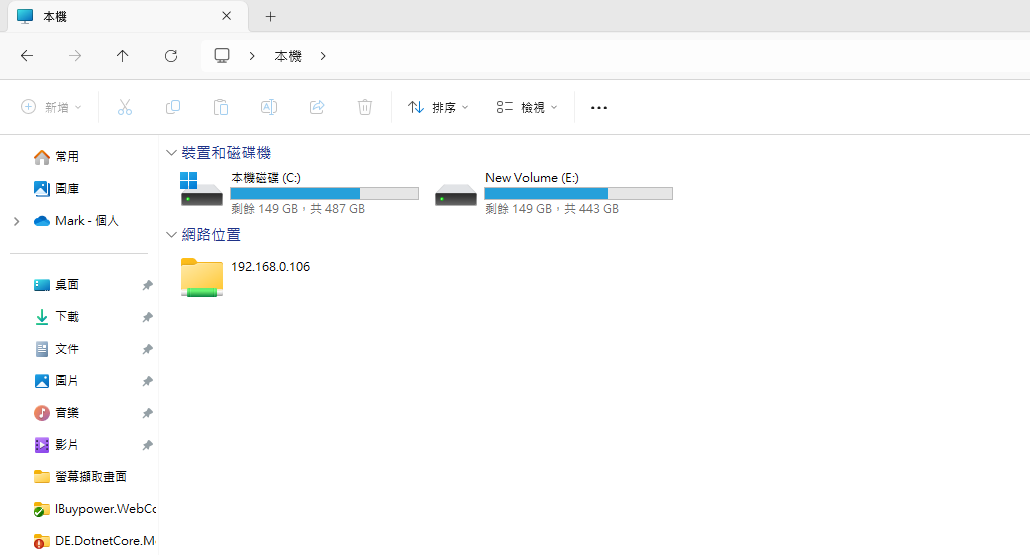 本機
本機
新增
排序
檢視
常用
圖庫
Mark - 個人
桌面
下載
文件
圖片
音樂
影片
螢幕擷取畫面
IBuypower.WebCo
DE.DotnetCore.Mo
裝置和磁碟機
本機磁碟 (C:)
剩餘 149 GB，共 487 GB
New Volume (E:)
剩餘 149 GB，共 443 GB
網路位置
192.168.0.106